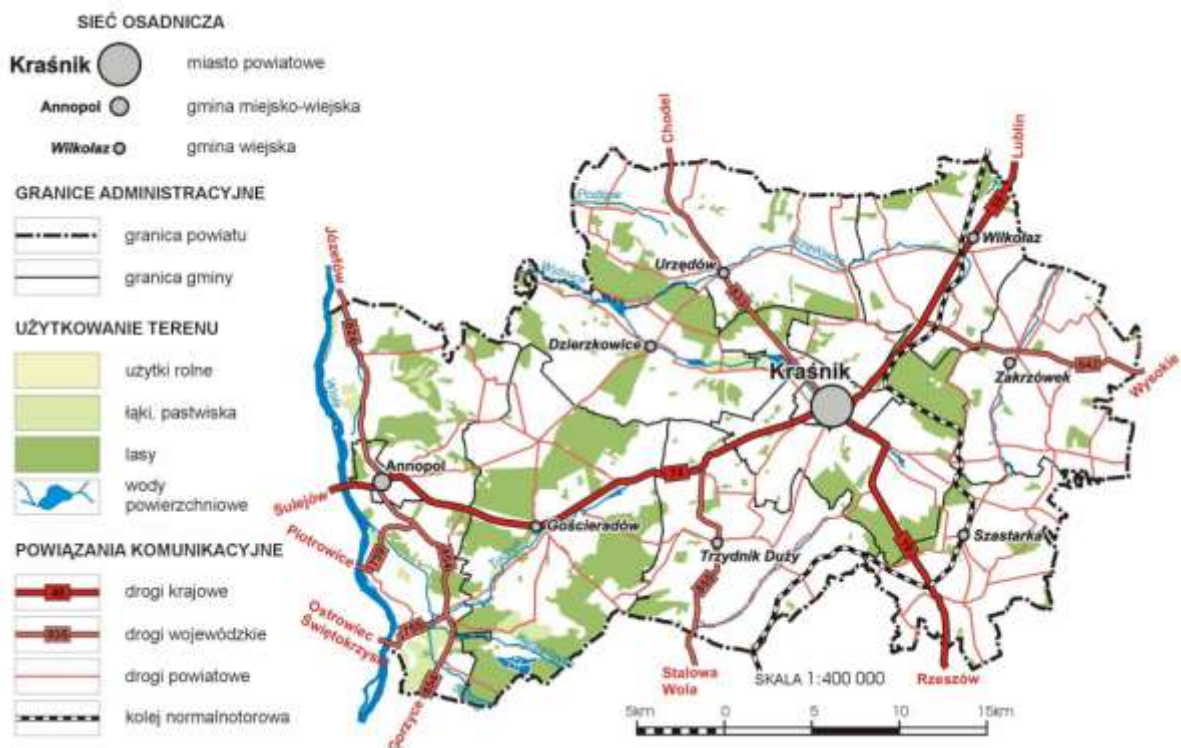 SIEĆ OSADNICZA
Kraśnik
miasto powiatowe
Annopol
gmina miejsko-wiejska
Wilkołaz
gmina wiejska
GRANICE ADMINISTRACYJNE
granica powiatu
granica gminy
UŻYTKOWANIE TERENU
użytki rolne
łąki, pastwiska
lasy
wody
powierzchniowe
POWIĄZANIA KOMUNIKACYJNE
drogi krajowe
drogi wojewódzkie
drogi powiatowe
kolej normalnotorowa
Chodel
Lublin
Józefów
Wilkołaz
Urzędów
Dzierzkowice
Kraśnik
Zakrzówek
Wysokie
Wisła
Annopol
74
Sulejów
Gościeradów
Piotrowice
Trzydnik Duży
Szastarka
Ostrowiec
Świętokrzyski
Gorzyce
Stalowa
Wola
SKALA 1:400 000
Rzeszów
5km 0 5 10 15km